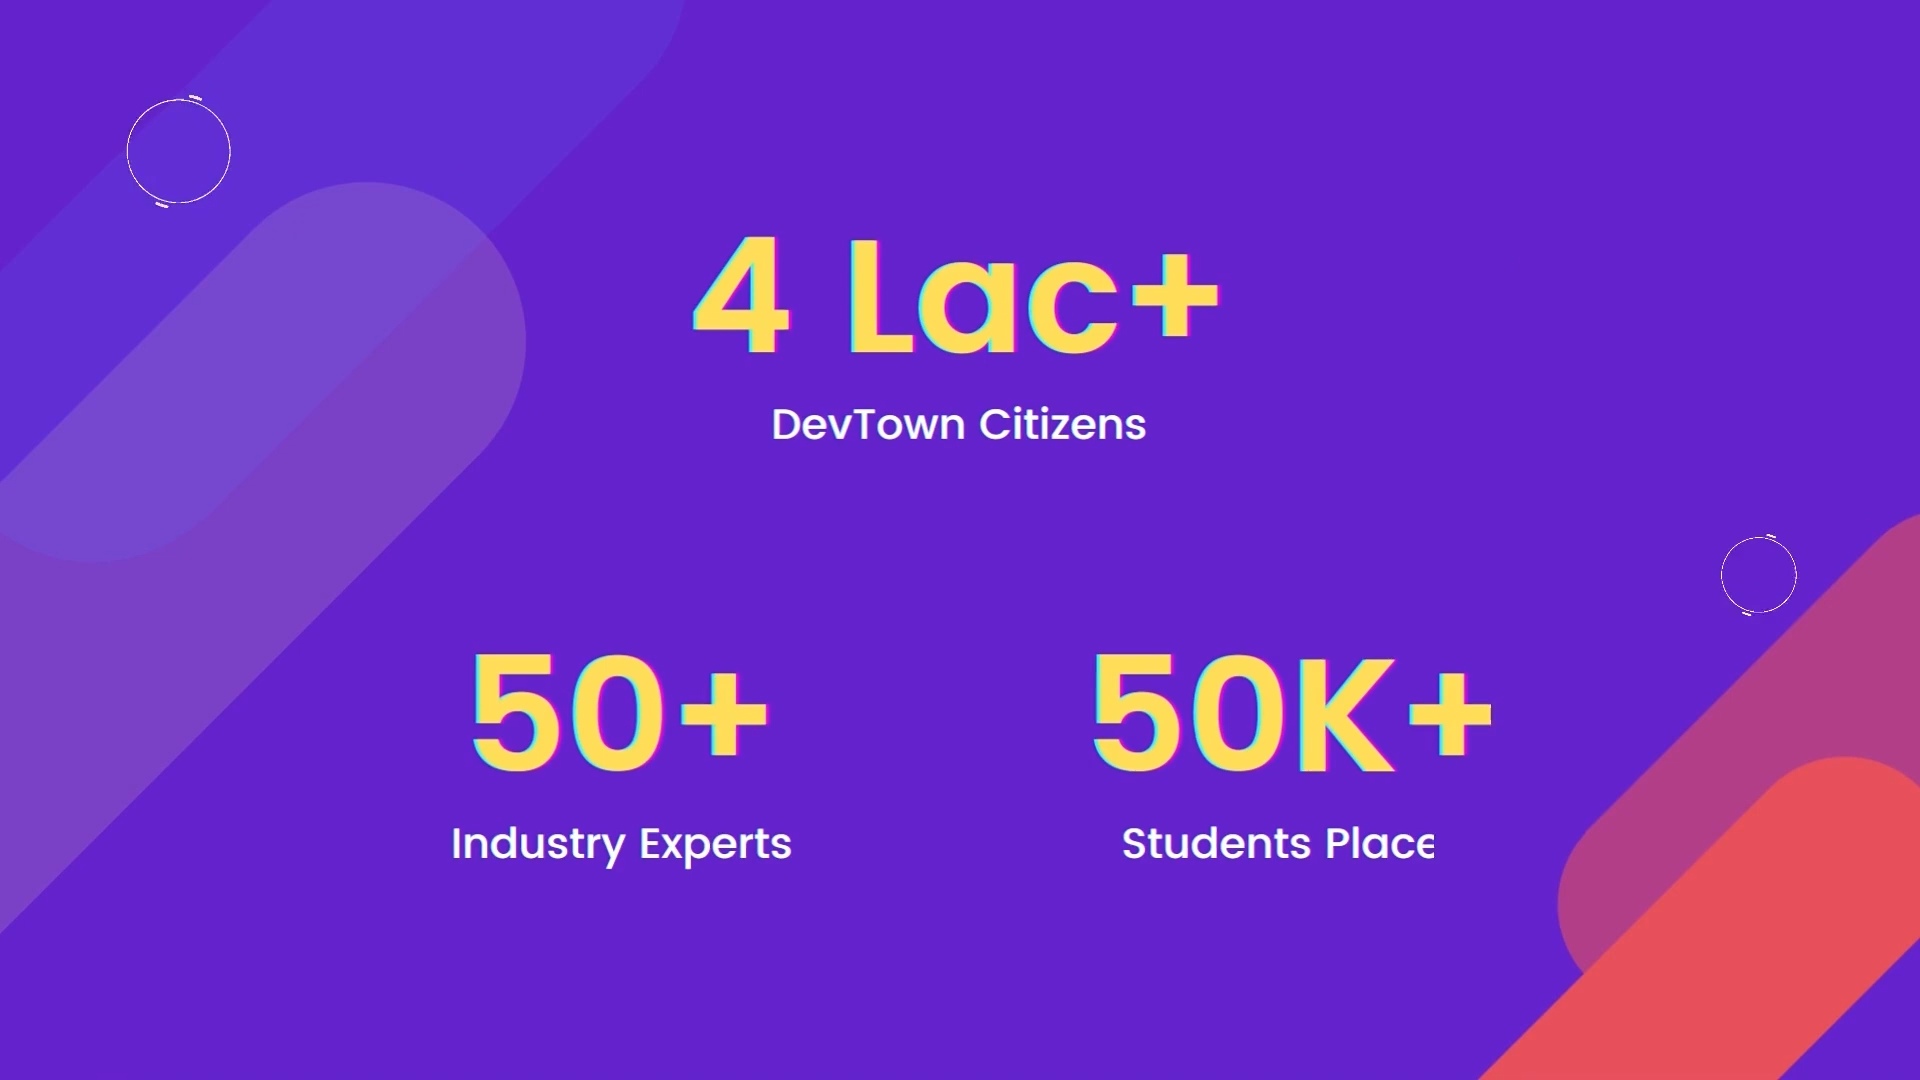 4 Lac+
DevTown Citizens
50+
Industry Experts
50K+
Students Place